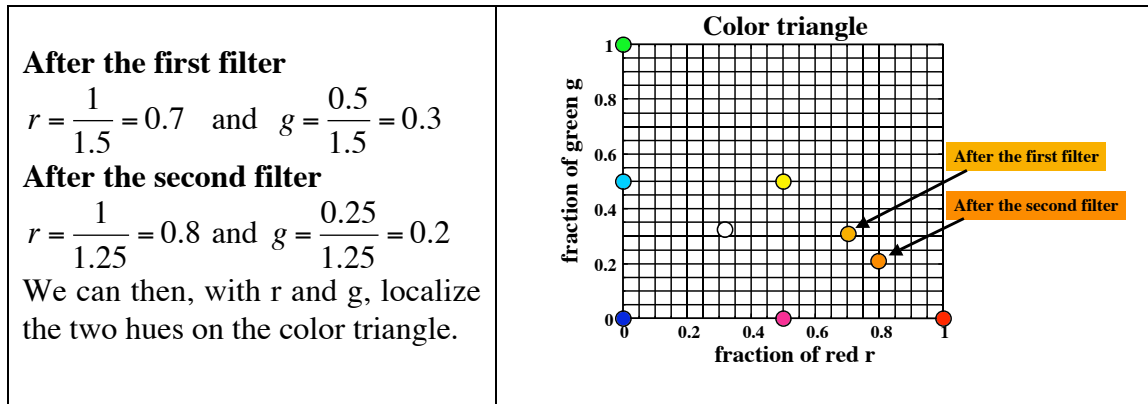 After the first filter
r = 1/1.5 = 0.7 and g = 0.5/1.5 = 0.3
After the second filter
r = 1/1.25 = 0.8 and g = 0.25/1.25 = 0.2
We can then, with r and g, localize
the two hues on the color triangle.
Color triangle
fraction of green g
1
0.8
0.6
0.4
0.2
0
After the first filter
After the second filter
0 0.2 0.4 0.6 0.8 1
fraction of red r